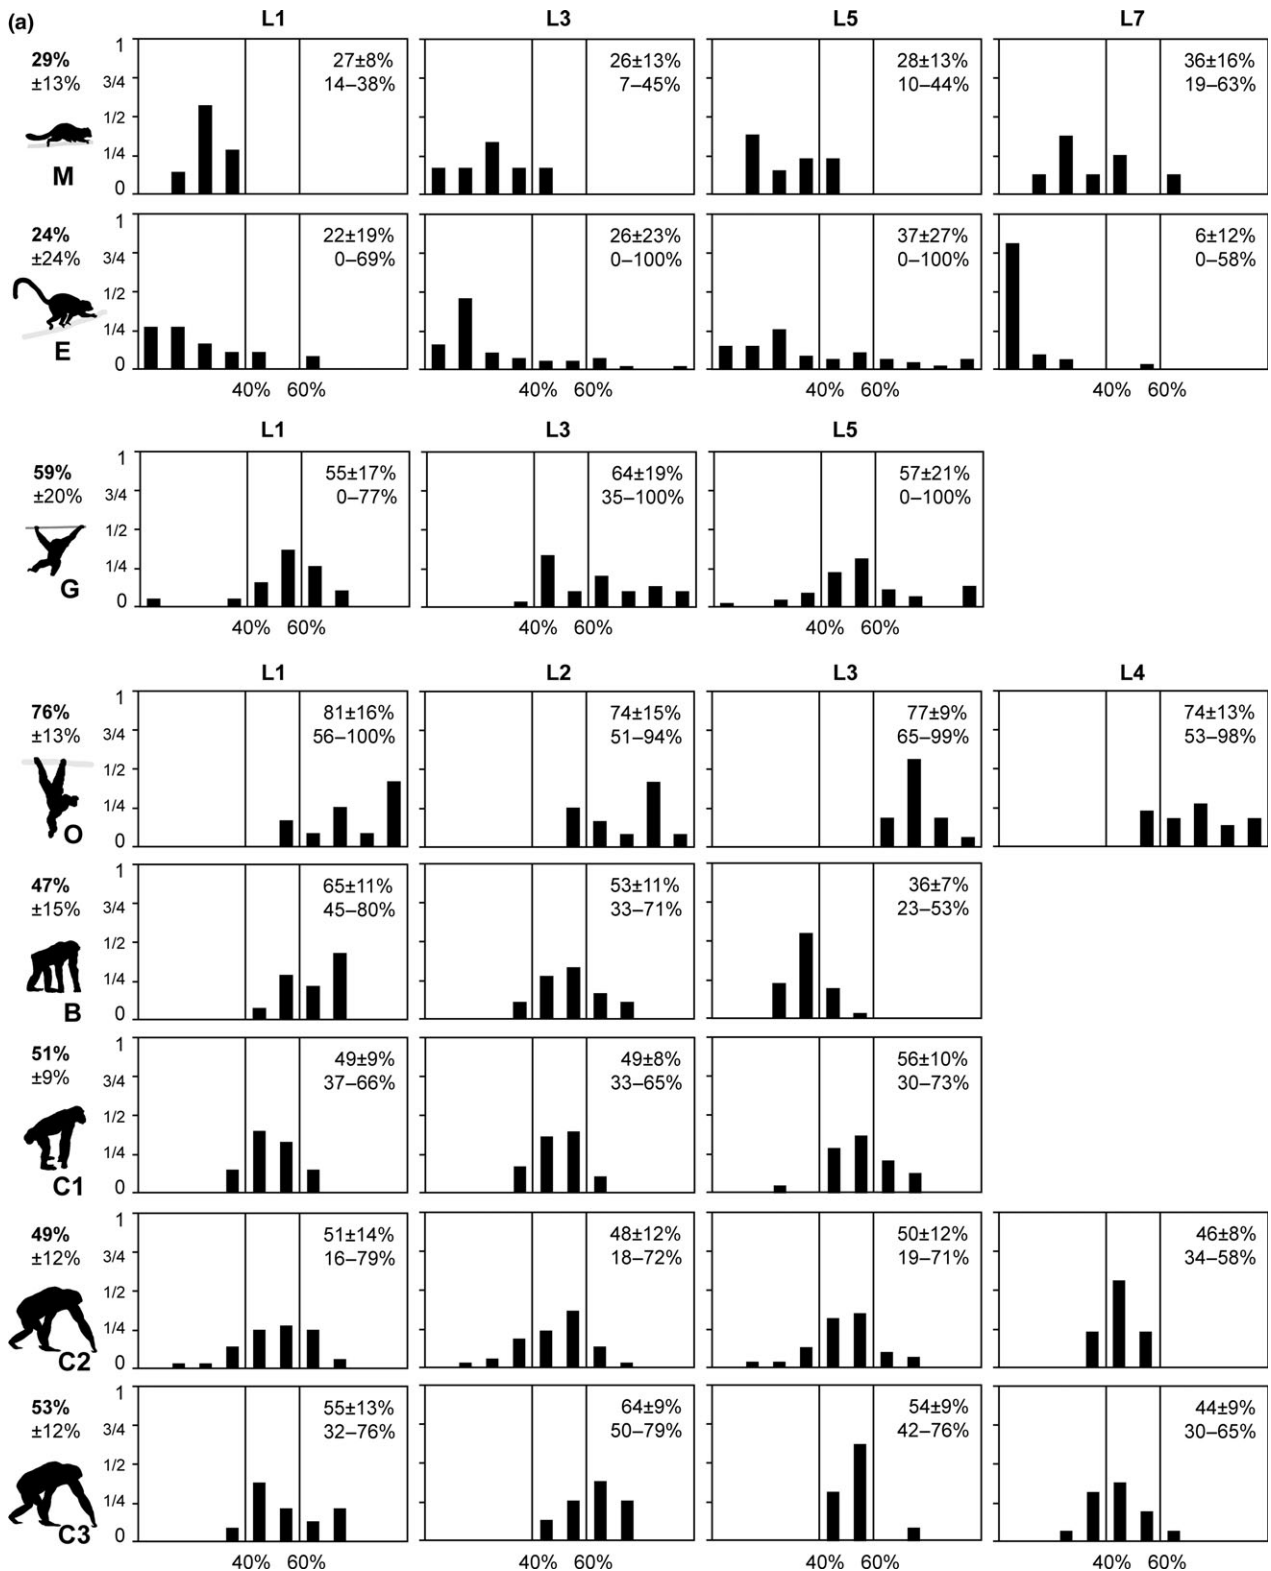 (a)
L1 L3 L5 L7
29% 1 27±8% 26±13% 28±13% 36±16%
±13% 3/4 14–38% 7–45% 10–44% 19–63%
1/2
1/4
M
0
24% 22±19% 26±23% 37±27% 6±12%
±24% 3/4 0–69% 0–100% 0–100% 0–58%
1/2
1/4
E
0
40% 60% 40% 60% 40% 60% 40% 60%
L1 L3 L5
1
59% 55±17% 64±19% 57±21%
±20% 3/4 0–77% 35–100% 0–100%
1/2
1/4
G
0
40% 60% 40% 60% 40% 60%
L1 L2 L3 L4
1
76% 81±16% 74±15% 77±9% 74±13%
±13% 3/4 56–100% 51–94% 65–99% 53–98%
1/2
1/4
O
0
1
47% 65±11% 53±11% 36±7%
±15% 3/4 45–80% 33–71% 23–53%
1/2
1/4
B
0
1
51% 49±9% 49±8% 56±10%
±9% 3/4 37–66% 33–65% 30–73%
1/2
1/4
C1
0
1
49% 51±14% 48±12% 50±12% 46±8%
±12% 3/4 16–79% 18–72% 19–71% 34–58%
1/2
1/4
C2
0
1
53% 55±13% 64±9% 54±9% 44±9%
±12% 3/4 32–76% 50–79% 42–76% 30–65%
1/2
1/4
C3
0
40% 60% 40% 60% 40% 60% 40% 60%